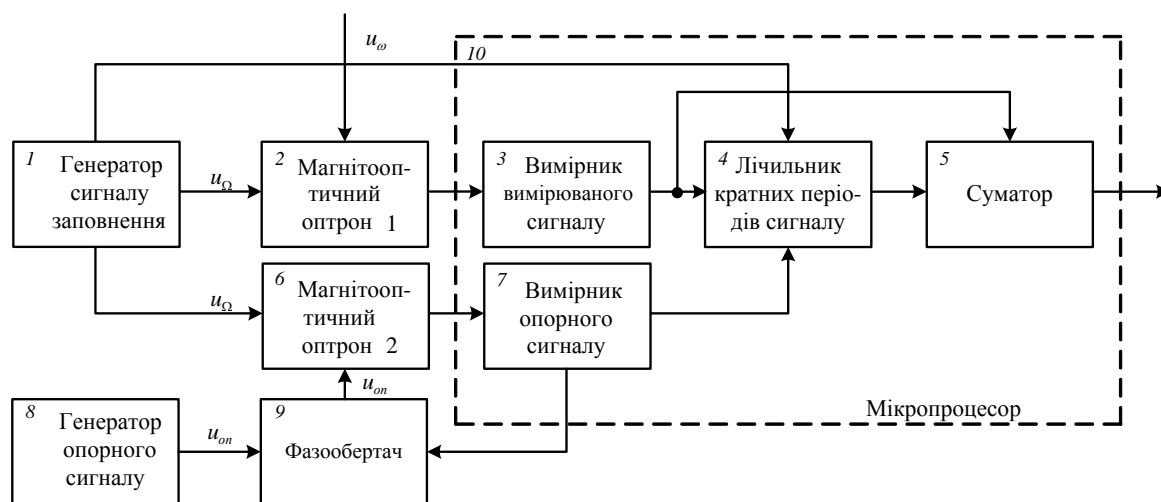 u_ω
10
1 Генератор
сигналу
заповнення
u_Ω
2 Магнітооп-
тичний
оптрон 1
3 Вимірник
вимірюваного
сигналу
4 Лічильник
кратних періо-
дів сигналу
5
Суматор
u_Ω
6 Магнітооп-
тичний
оптрон 2
7 Вимірник
опорного
сигналу
u_оп
8 Генератор
опорного
сигналу
u_оп
9
Фазообертач
Мікропроцесор